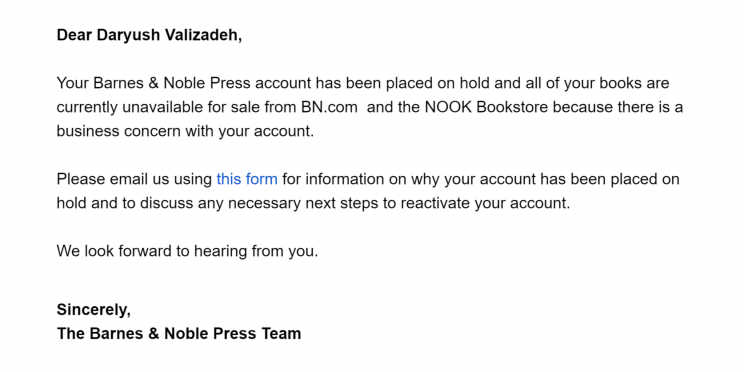 Dear Daryush Valizadeh,
Your Barnes & Noble Press account has been placed on hold and all of your books are
currently unavailable for sale from BN.com  and the NOOK Bookstore because there is a
business concern with your account.
Please email us using this form for information on why your account has been placed on
hold and to discuss any necessary next steps to reactivate your account.
We look forward to hearing from you.
Sincerely,
The Barnes & Noble Press Team